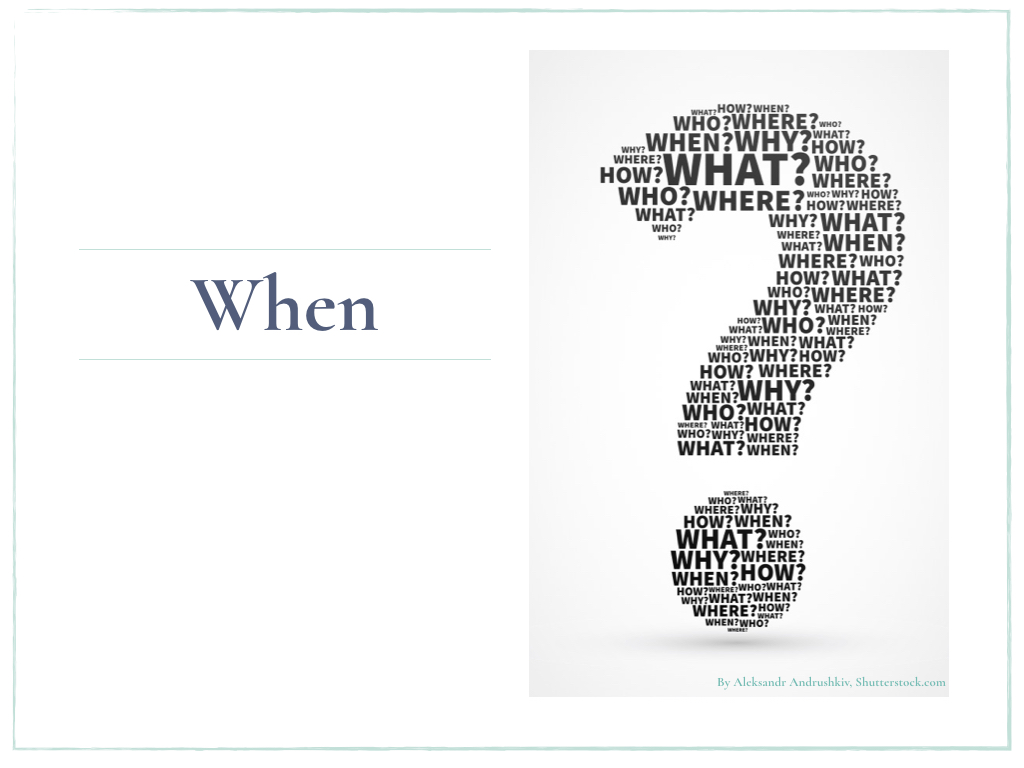 When
WHAT? HOW? WHEN?
WHO? WHERE? WHO?
WHEN? WHY? WHAT?
WHY? HOW?
WHERE? WHAT? WHO?
HOW? WHERE?
WHO? WHERE? WHO? WHY? HOW?
WHAT? HOW? WHERE?
WHO? WHY? WHAT?
WHY? WHERE?
WHAT? WHEN?
WHERE? WHO?
HOW? WHAT?
WHO? WHERE?
WHY? WHAT? HOW?
HOW? WHO? WHEN?
WHAT? WHERE?
WHY? WHEN? WHAT?
WHERE?
WHO? WHY? HOW?
HOW? WHERE?
WHAT? WHY?
WHEN?
WHO? WHAT?
WHERE? WHAT? HOW?
WHO? WHY? WHERE?
WHAT? WHEN?
WHERE?
WHO? WHAT?
WHERE? WHY?
HOW? WHEN?
WHAT? WHO?
WHEN?
WHY? WHERE?
WHEN? HOW?
HOW? WHERE? WHO? WHAT?
WHY? WHAT? WHEN?
WHERE? HOW?
WHAT?
WHEN? WHO?
WHERE?
By Aleksandr Andrushkiv, Shutterstock.com